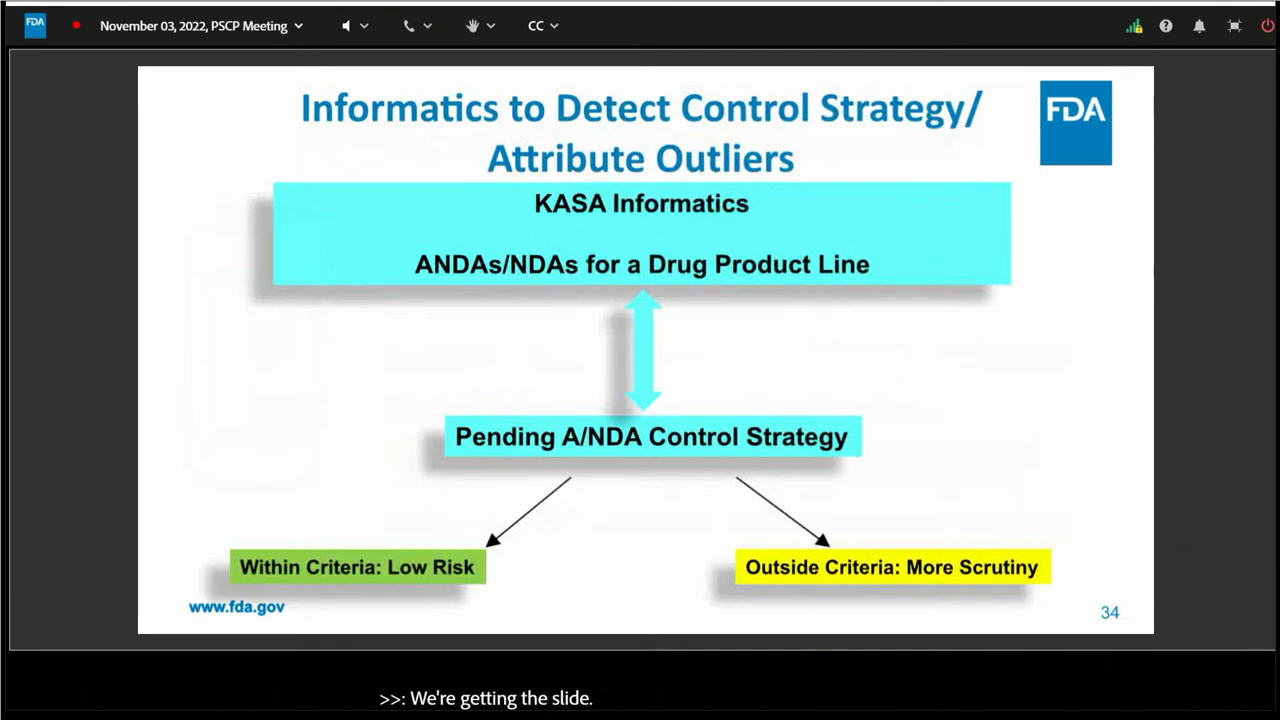 FDA
November 03, 2022, PSCP Meeting
CC
Informatics to Detect Control Strategy/
Attribute Outliers
FDA
KASA Informatics
ANDAs/NDAs for a Drug Product Line
Pending A/NDA Control Strategy
Within Criteria: Low Risk
Outside Criteria: More Scrutiny
www.fda.gov
34
>>: We're getting the slide.